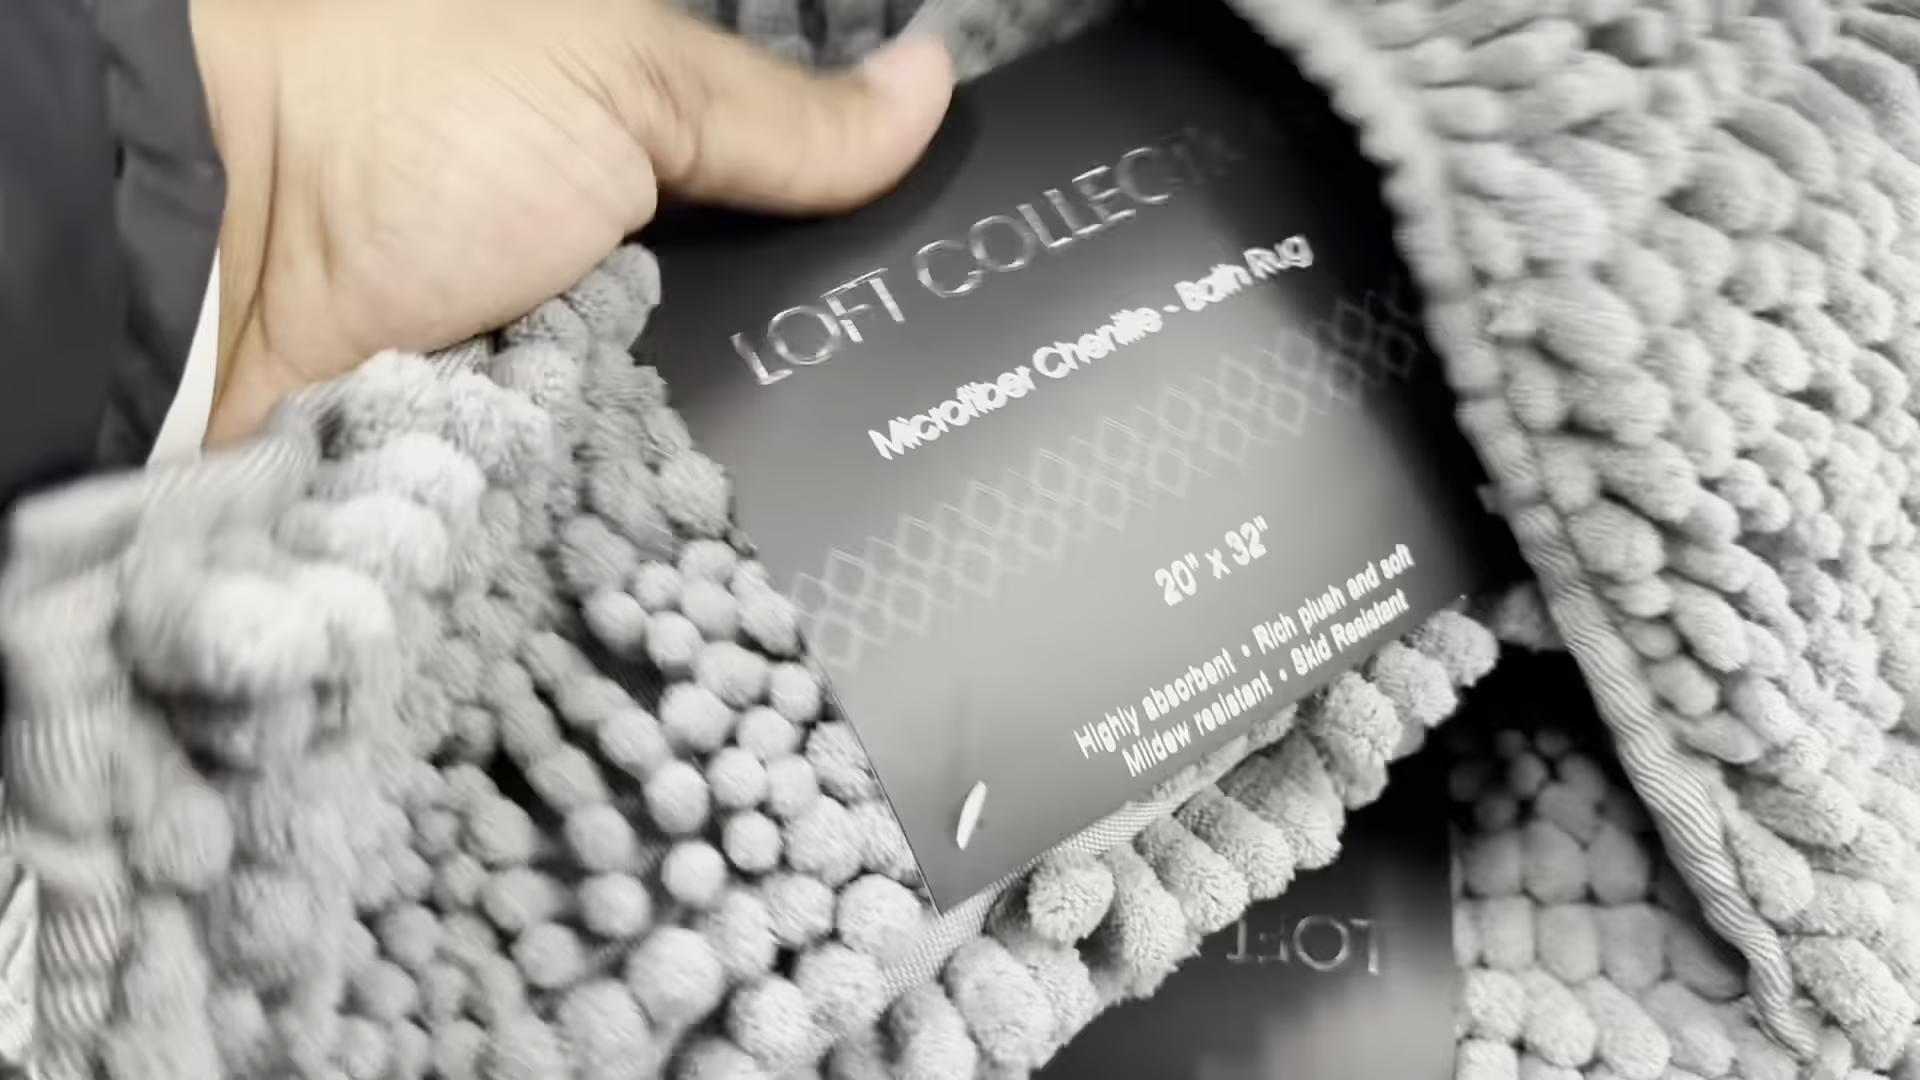 LOFT COLLECT
Microfiber Chenille - Bath Rug
20" x 32"
Highly absorbent • Rich plush and soft
Mildew resistant • Skid Resistant
LOFT